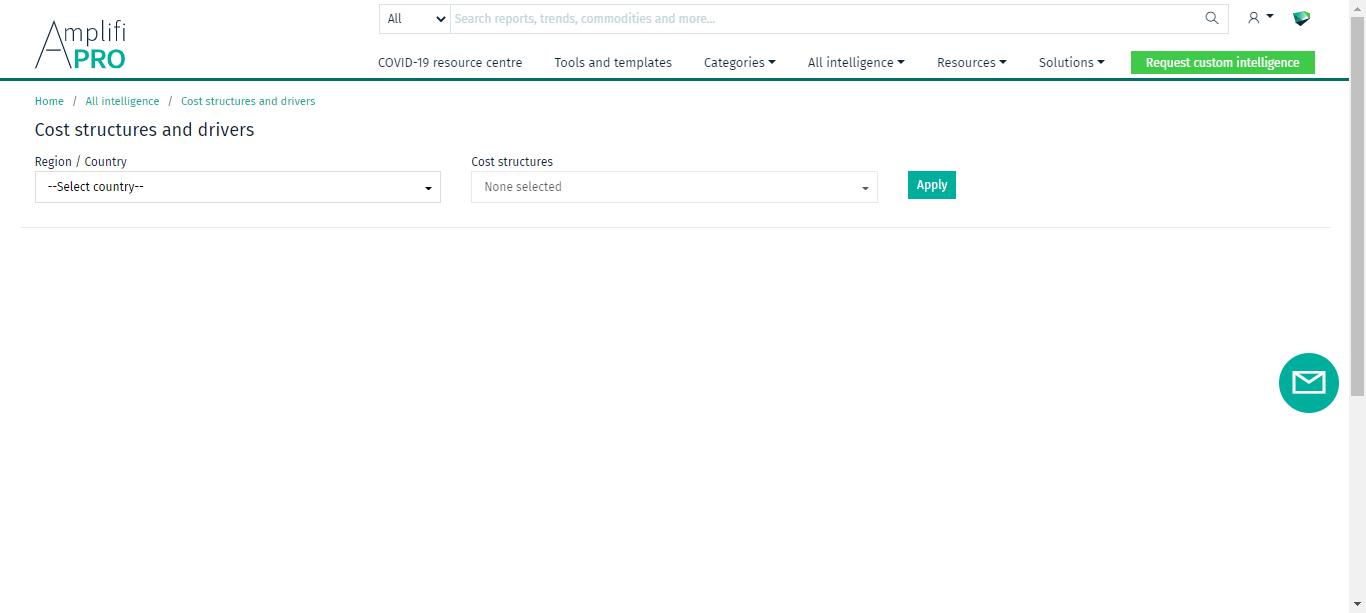 Amplifi
PRO
All
Search reports, trends, commodities and more...
COVID-19 resource centre
Tools and templates
Categories
All intelligence
Resources
Solutions
Request custom intelligence
Home / All intelligence / Cost structures and drivers
Cost structures and drivers
Region / Country
Cost structures
--Select country--
None selected
Apply